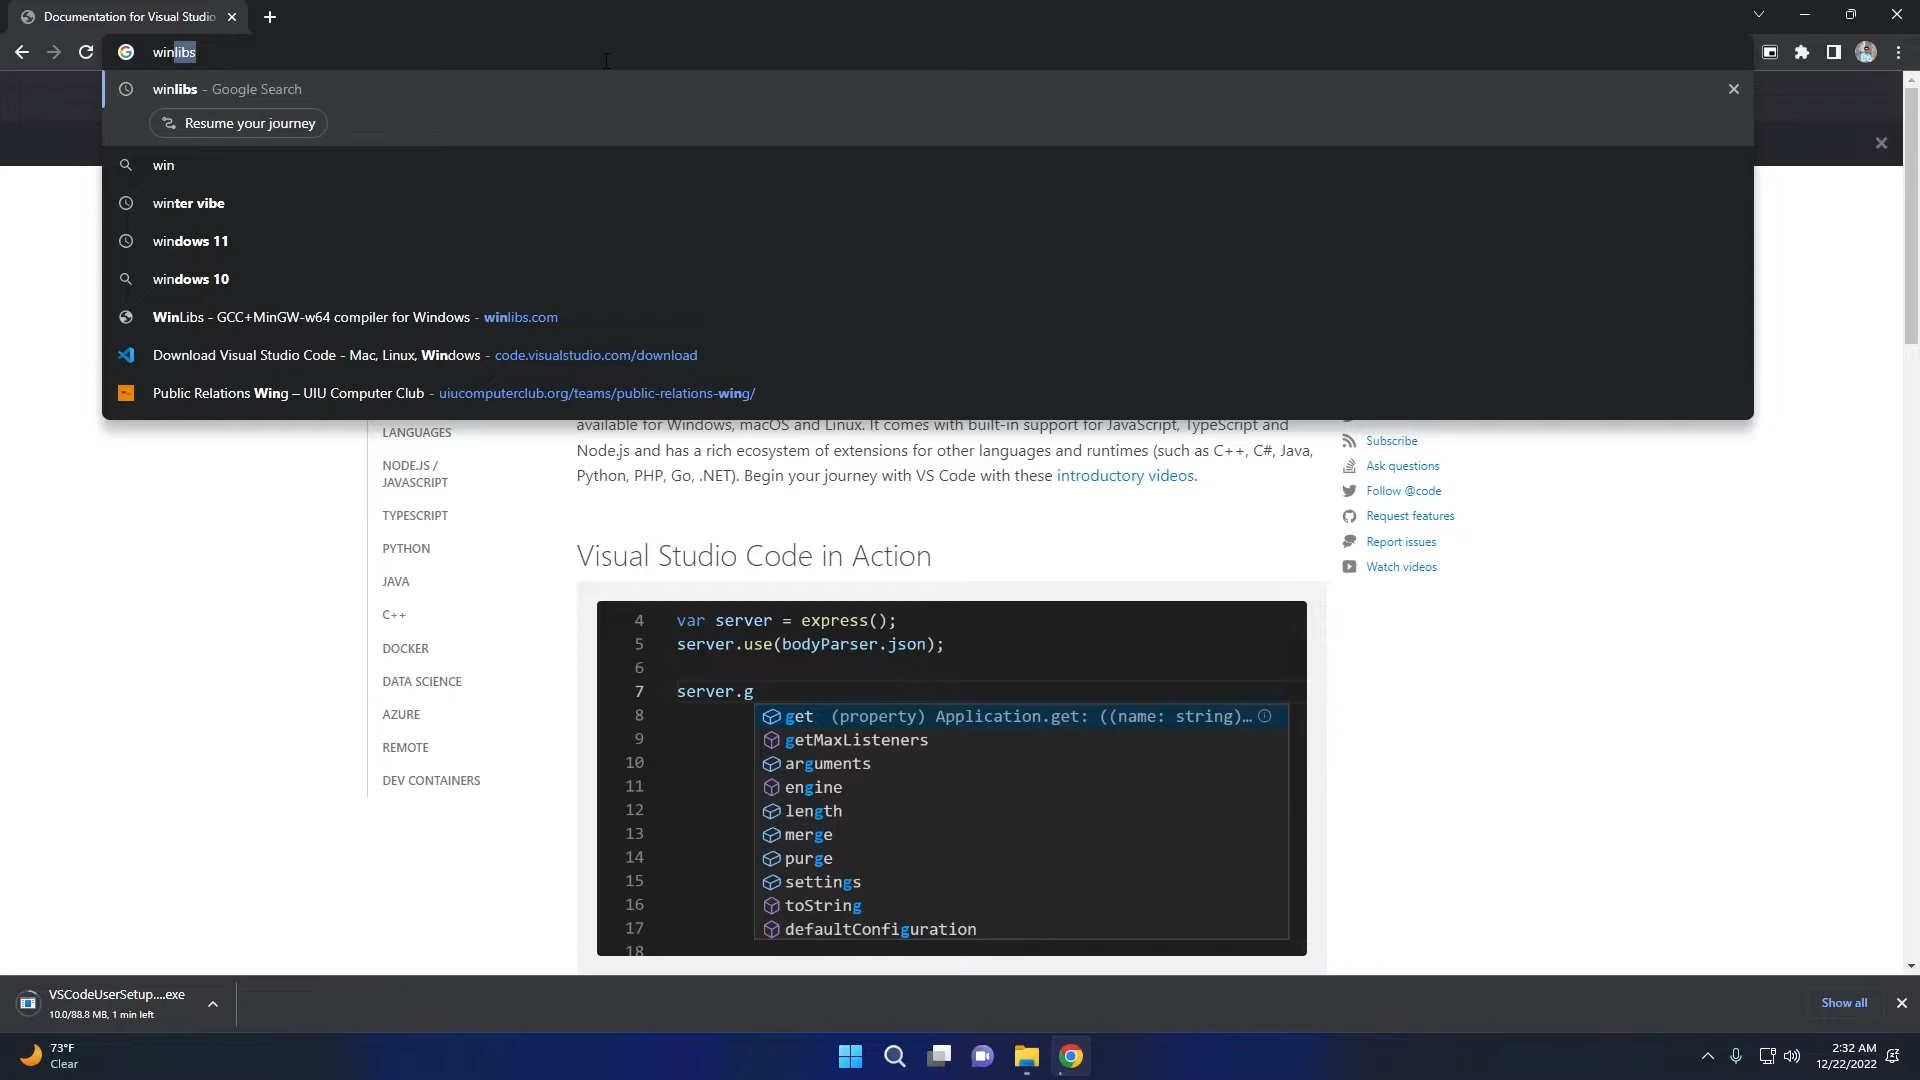 Documentation for Visual Studio
winlibs
winlibs - Google Search
Resume your journey
win
winter vibe
windows 11
windows 10
WinLibs - GCC+MinGW-w64 compiler for Windows - winlibs.com
Download Visual Studio Code - Mac, Linux, Windows - code.visualstudio.com/download
Public Relations Wing – UIU Computer Club - uiucomputerclub.org/teams/public-relations-wing/
LANGUAGES
NODE.JS /
JAVASCRIPT
TYPESCRIPT
PYTHON
JAVA
C++
DOCKER
DATA SCIENCE
AZURE
REMOTE
DEV CONTAINERS
available for Windows, macOS and Linux. It comes with built-in support for JavaScript, TypeScript and
Node.js and has a rich ecosystem of extensions for other languages and runtimes (such as C++, C#, Java,
Python, PHP, Go, .NET). Begin your journey with VS Code with these introductory videos.
Visual Studio Code in Action
4 var server = express();
5 server.use(bodyParser.json);
6
7 server.g
8 get (property) Application.get: ((name: string)...
9 getMaxListeners
10 arguments
11 engine
12 length
13 merge
14 purge
15 settings
16 toString
17 defaultConfiguration
18
Subscribe
Ask questions
Follow @code
Request features
Report issues
Watch videos
VSCodeUserSetup....exe
10.0/88.8 MB, 1 min left
Show all
73°F
Clear
2:32 AM
12/22/2022